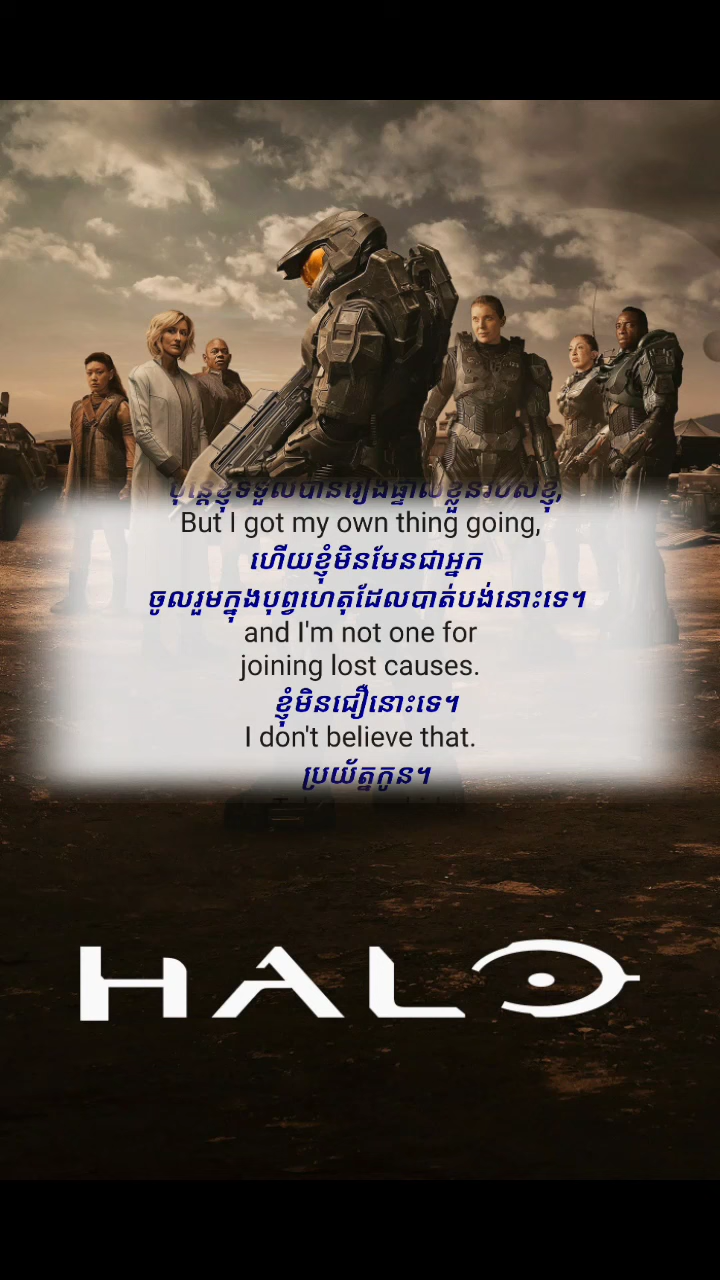 ប៉ុន្តែខ្ញុំទទួលបានរឿងផ្ទាល់ខ្លួនរបស់ខ្ញុំ,
But I got my own thing going,
ហើយខ្ញុំមិនមែនជាអ្នក
ចូលរួមក្នុងបុព្វហេតុដែលបាត់បង់នោះទេ។
and I'm not one for
joining lost causes.
ខ្ញុំមិនជឿនោះទេ។
I don't believe that.
ប្រយ័ត្នកូន។
HALO